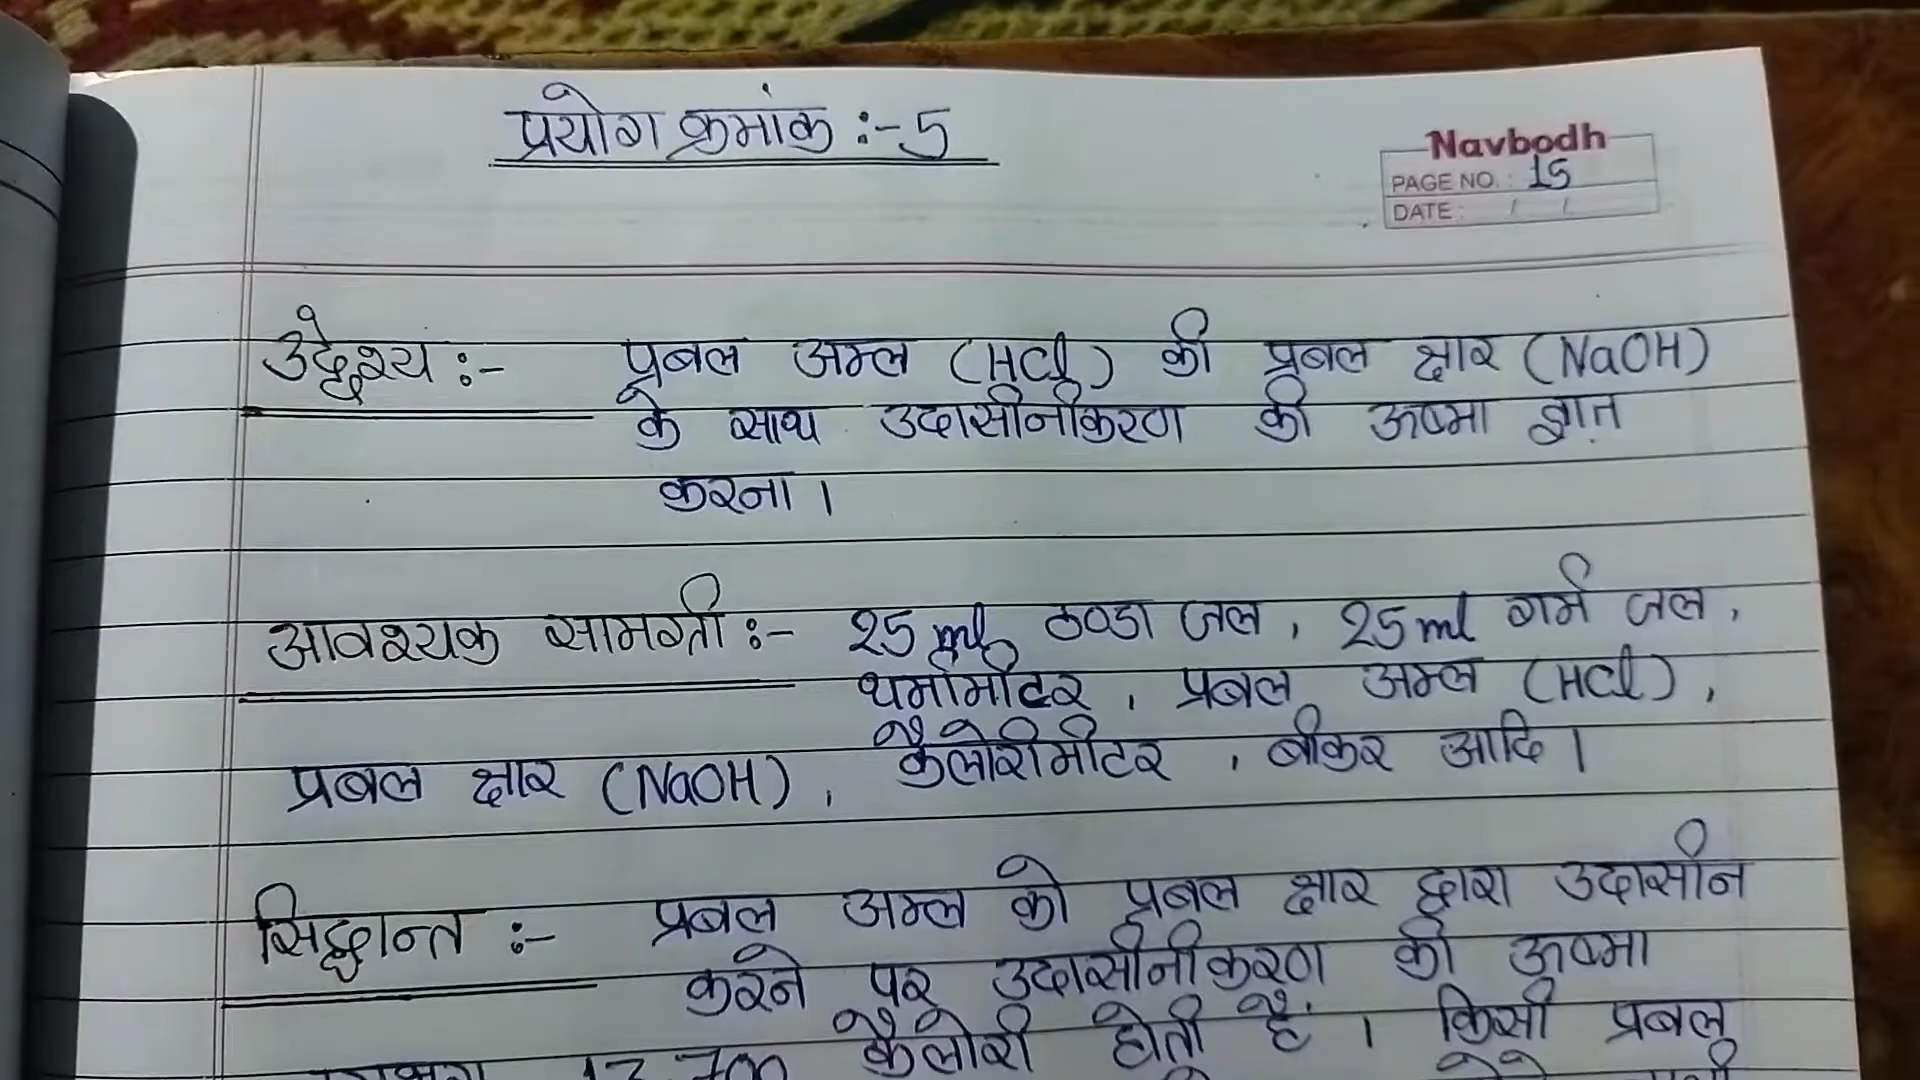 प्रयोग क्रमांक :- 5
Navbodh
PAGE NO. : 15
DATE : / /
उद्देश्य :- प्रबल अम्ल (HCl) की प्रबल क्षार (NaOH)
के साथ उदासीनीकरण की ऊष्मा ज्ञात
करना ।
आवश्यक सामग्री :- 25 ml ठण्डा जल , 25 ml गर्म जल ,
थर्मामीटर , प्रबल अम्ल (HCl) ,
प्रबल क्षार (NaOH) , कैलोरीमीटर , बीकर आदि ।
सिद्धान्त :- प्रबल अम्ल को प्रबल क्षार द्वारा उदासीन
करने पर उदासीनीकरण की ऊष्मा
13,700 कैलोरी होती है । किसी प्रबल